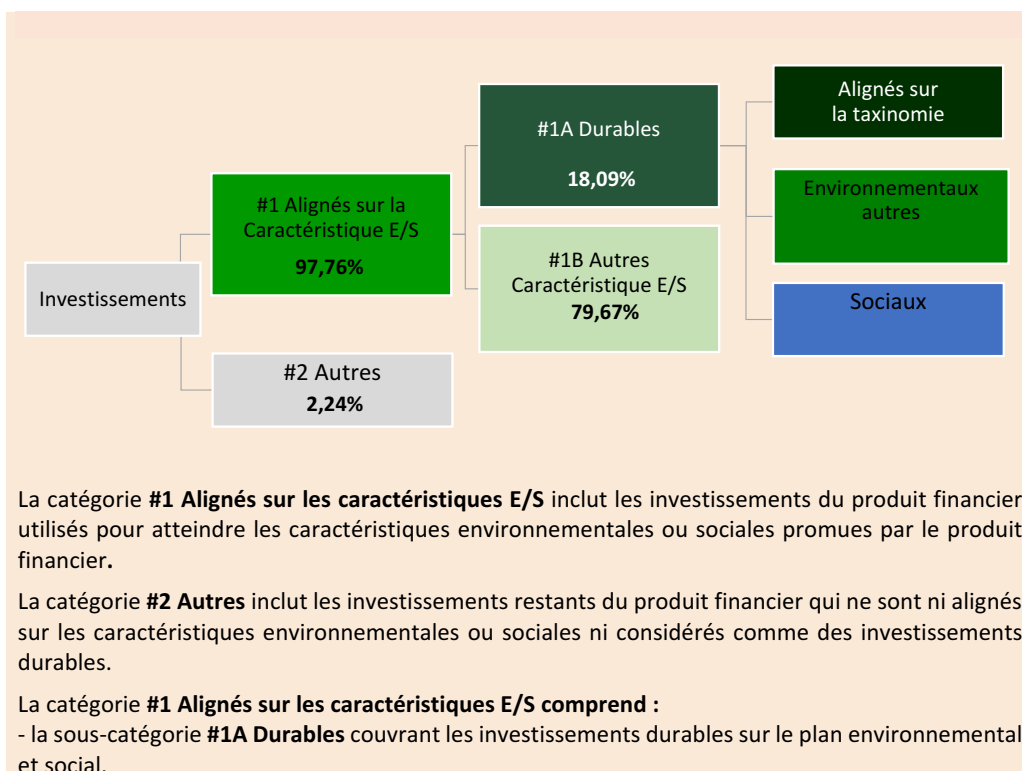 Investissements
#1 Alignés sur la
Caractéristique E/S
97,76%
#2 Autres
2,24%
#1A Durables
18,09%
#1B Autres
Caractéristique E/S
79,67%
Alignés sur
la taxinomie
Environnementaux
autres
Sociaux
La catégorie #1 Alignés sur les caractéristiques E/S inclut les investissements du produit financier
utilisés pour atteindre les caractéristiques environnementales ou sociales promues par le produit
financier.
La catégorie #2 Autres inclut les investissements restants du produit financier qui ne sont ni alignés
sur les caractéristiques environnementales ou sociales ni considérés comme des investissements
durables.
La catégorie #1 Alignés sur les caractéristiques E/S comprend :
- la sous-catégorie #1A Durables couvrant les investissements durables sur le plan environnemental
et social.